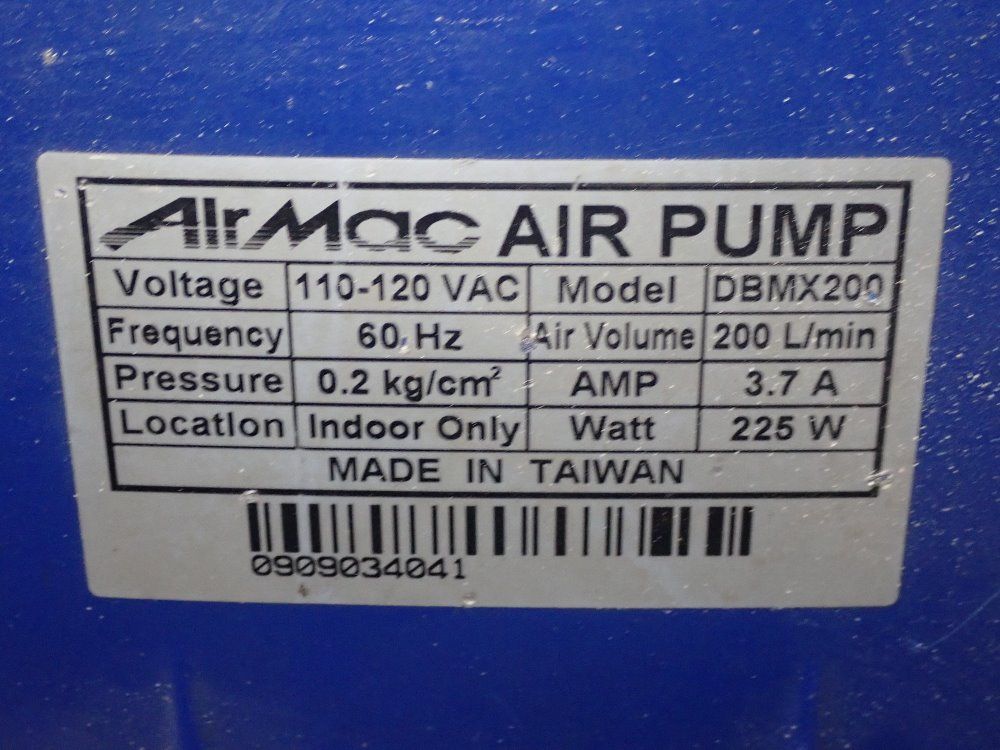 AirMac AIR PUMP
Voltage 110-120 VAC Model DBMX200
Frequency 60 Hz Air Volume 200 L/min
Pressure 0.2 kg/cm² AMP 3.7 A
Location Indoor Only Watt 225 W
MADE IN TAIWAN
0909034041